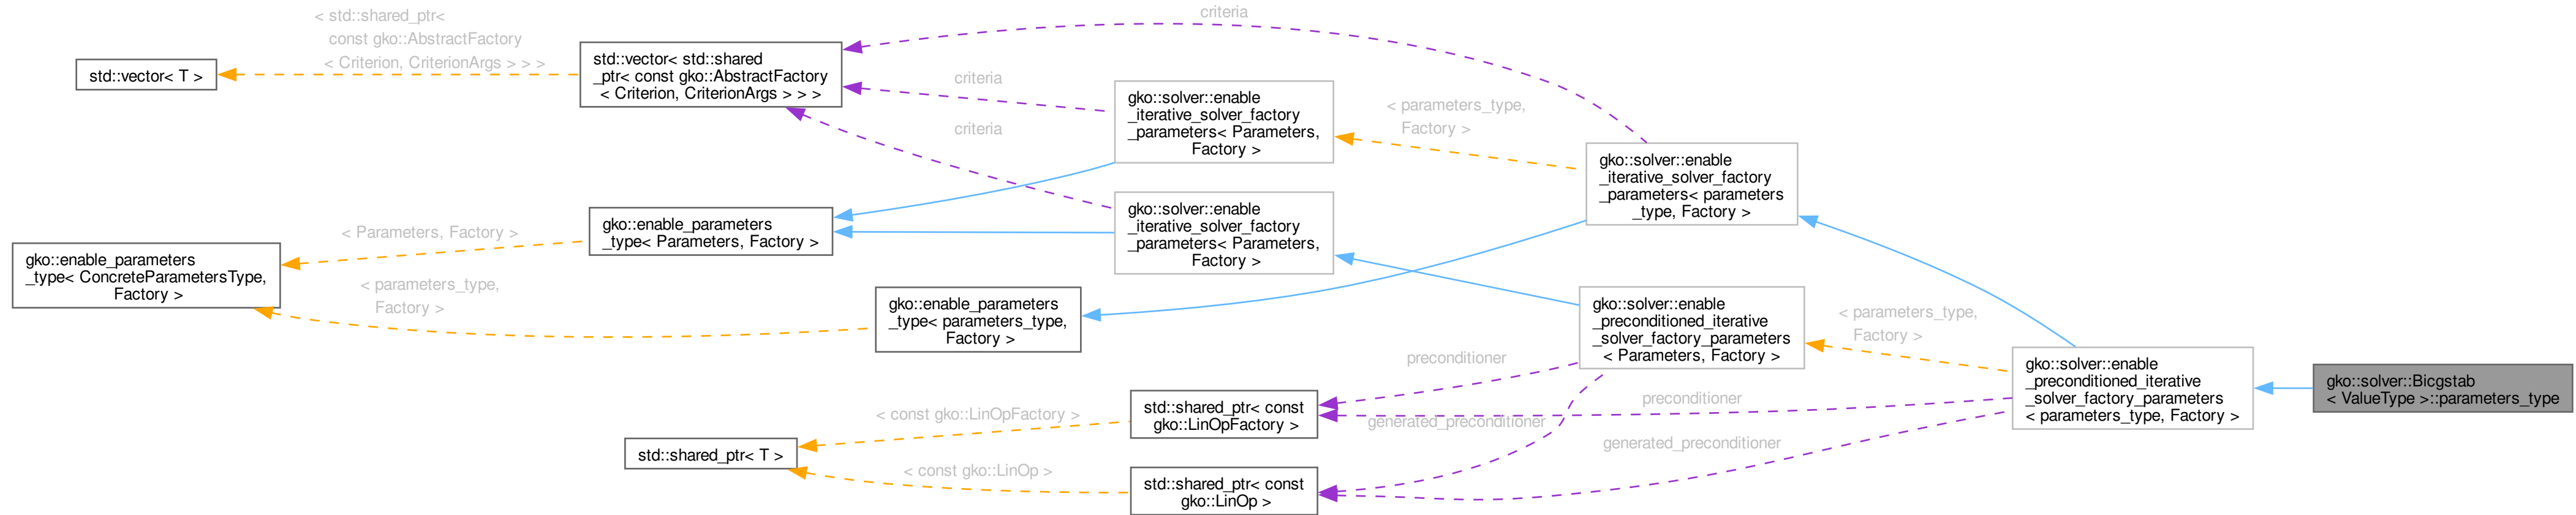 < std::shared_ptr<
const gko::AbstractFactory
< Criterion, CriterionArgs > > >
std::vector< T >
std::vector< std::shared
_ptr< const gko::AbstractFactory
< Criterion, CriterionArgs > > >
criteria
criteria
criteria
gko::solver::enable
_iterative_solver_factory
_parameters< Parameters,
Factory >
< parameters_type,
Factory >
gko::solver::enable
_iterative_solver_factory
_parameters< parameters
_type, Factory >
gko::enable_parameters
_type< ConcreteParametersType,
Factory >
< Parameters, Factory >
gko::enable_parameters
_type< Parameters, Factory >
gko::solver::enable
_iterative_solver_factory
_parameters< Parameters,
Factory >
< parameters_type,
Factory >
gko::enable_parameters
_type< parameters_type,
Factory >
gko::solver::enable
_preconditioned_iterative
_solver_factory_parameters
< Parameters, Factory >
< parameters_type,
Factory >
gko::solver::enable
_preconditioned_iterative
_solver_factory_parameters
< parameters_type, Factory >
gko::solver::Bicgstab
< ValueType >::parameters_type
preconditioner
preconditioner
generated_preconditioner
generated_preconditioner
std::shared_ptr< T >
< const gko::LinOpFactory >
std::shared_ptr< const
gko::LinOpFactory >
< const gko::LinOp >
std::shared_ptr< const
gko::LinOp >